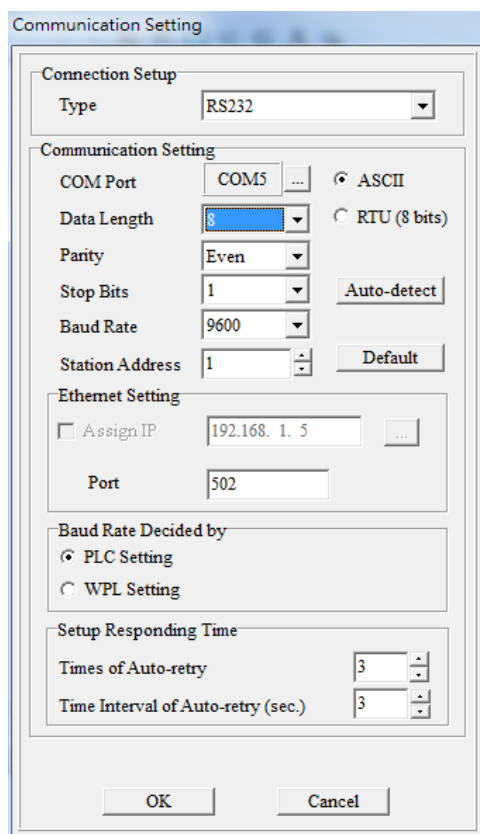 Communication Setting
Connection Setup
Type RS232
Communication Setting
COM Port COM5 ... ASCII
Data Length 8 RTU (8 bits)
Parity Even
Stop Bits 1 Auto-detect
Baud Rate 9600
Station Address 1 Default
Ethernet Setting
Assign IP 192.168. 1. 5 ...
Port 502
Baud Rate Decided by
PLC Setting
WPL Setting
Setup Responding Time
Times of Auto-retry 3
Time Interval of Auto-retry (sec.) 3
OK Cancel